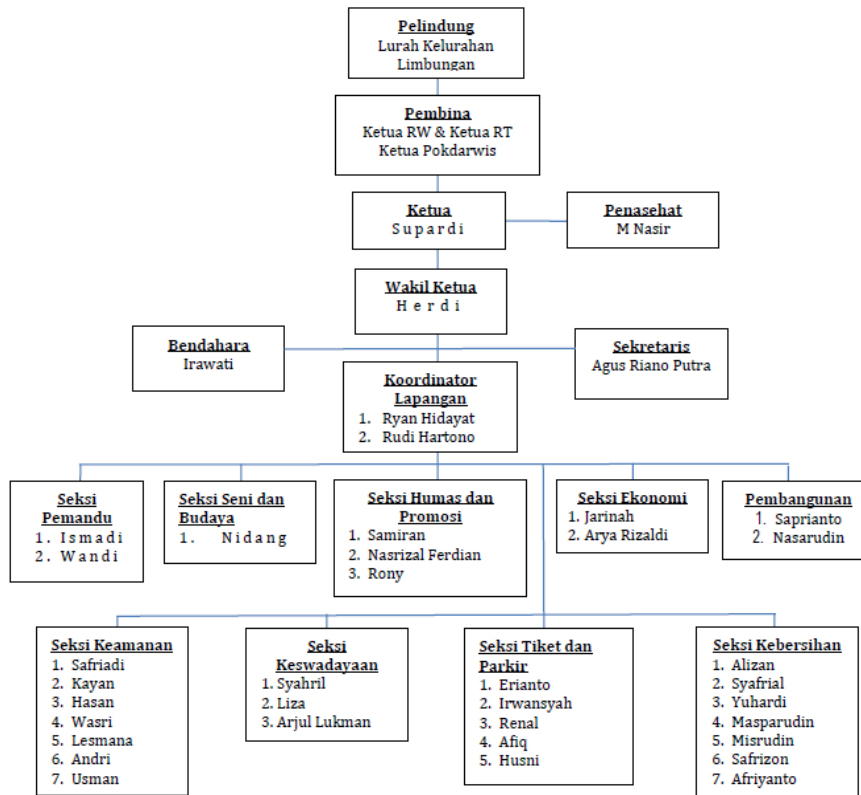 Pelindung
Lurah Kelurahan
Limbungan
Pembina
Ketua RW & Ketua RT
Ketua Pokdarwis
Ketua
S u p a r d i
Penasehat
M Nasir
Wakil Ketua
H e r d i
Bendahara
Irawati
Sekretaris
Agus Riano Putra
Koordinator
Lapangan
1. Ryan Hidayat
2. Rudi Hartono
Seksi
Pemandu
1. I s m a d i
2. W a n d i
Seksi Seni dan
Budaya
1. N i d a n g
Seksi Humas dan
Promosi
1. Samiran
2. Nasrizal Ferdian
3. Rony
Seksi Ekonomi
1. Jarinah
2. Arya Rizaldi
Pembangunan
1. Saprianto
2. Nasarudin
Seksi Keamanan
1. Safriadi
2. Kayan
3. Hasan
4. Wasri
5. Lesmana
6. Andri
7. Usman
Seksi
Keswadayaan
1. Syahril
2. Liza
3. Arjul Lukman
Seksi Tiket dan
Parkir
1. Erianto
2. Irwansyah
3. Renal
4. Afiq
5. Husni
Seksi Kebersihan
1. Alizan
2. Syafrial
3. Yuhardi
4. Masparudin
5. Misrudin
6. Safrizon
7. Afriyanto